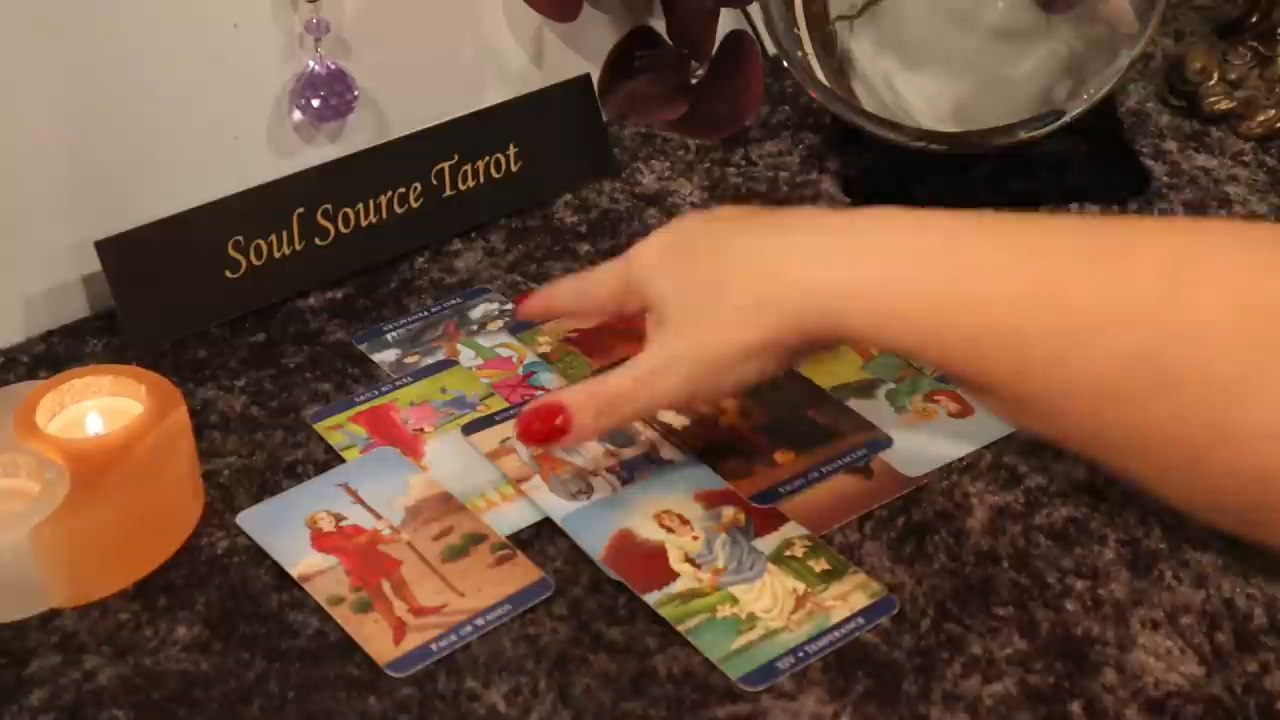 Soul Source Tarot
TWO OF PENTACLES
TEN OF CUPS
EIGHT OF PENTACLES
PAGE OF WANDS
XIV • TEMPERANCE